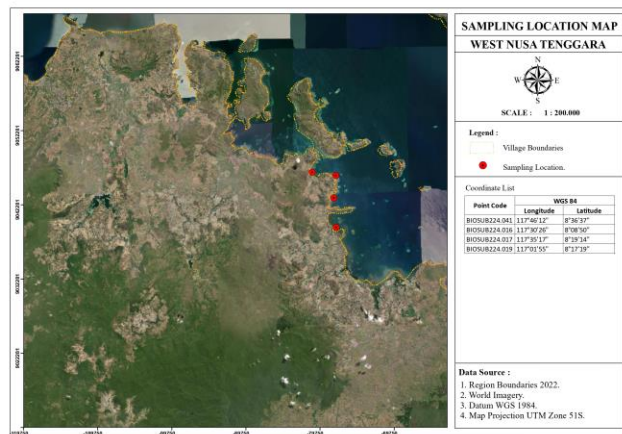 SAMPLING LOCATION MAP
WEST NUSA TENGGARA
N
W E
S
SCALE : 1 : 200.000
Legend :
Village Boundaries
Sampling Location.
Coordinate List
Point Code WGS 84
Longitude Latitude
BIOSUB224.041 117°46'12" 8°36'37"
BIOSUB224.016 117°30'26" 8°08'50"
BIOSUB224.017 117°35'17" 8°19'14"
BIOSUB224.019 117°01'55" 8°17'19"
Data Source :
1. Region Boundaries 2022.
2. World Imagery.
3. Datum WGS 1984.
4. Map Projection UTM Zone 51S.